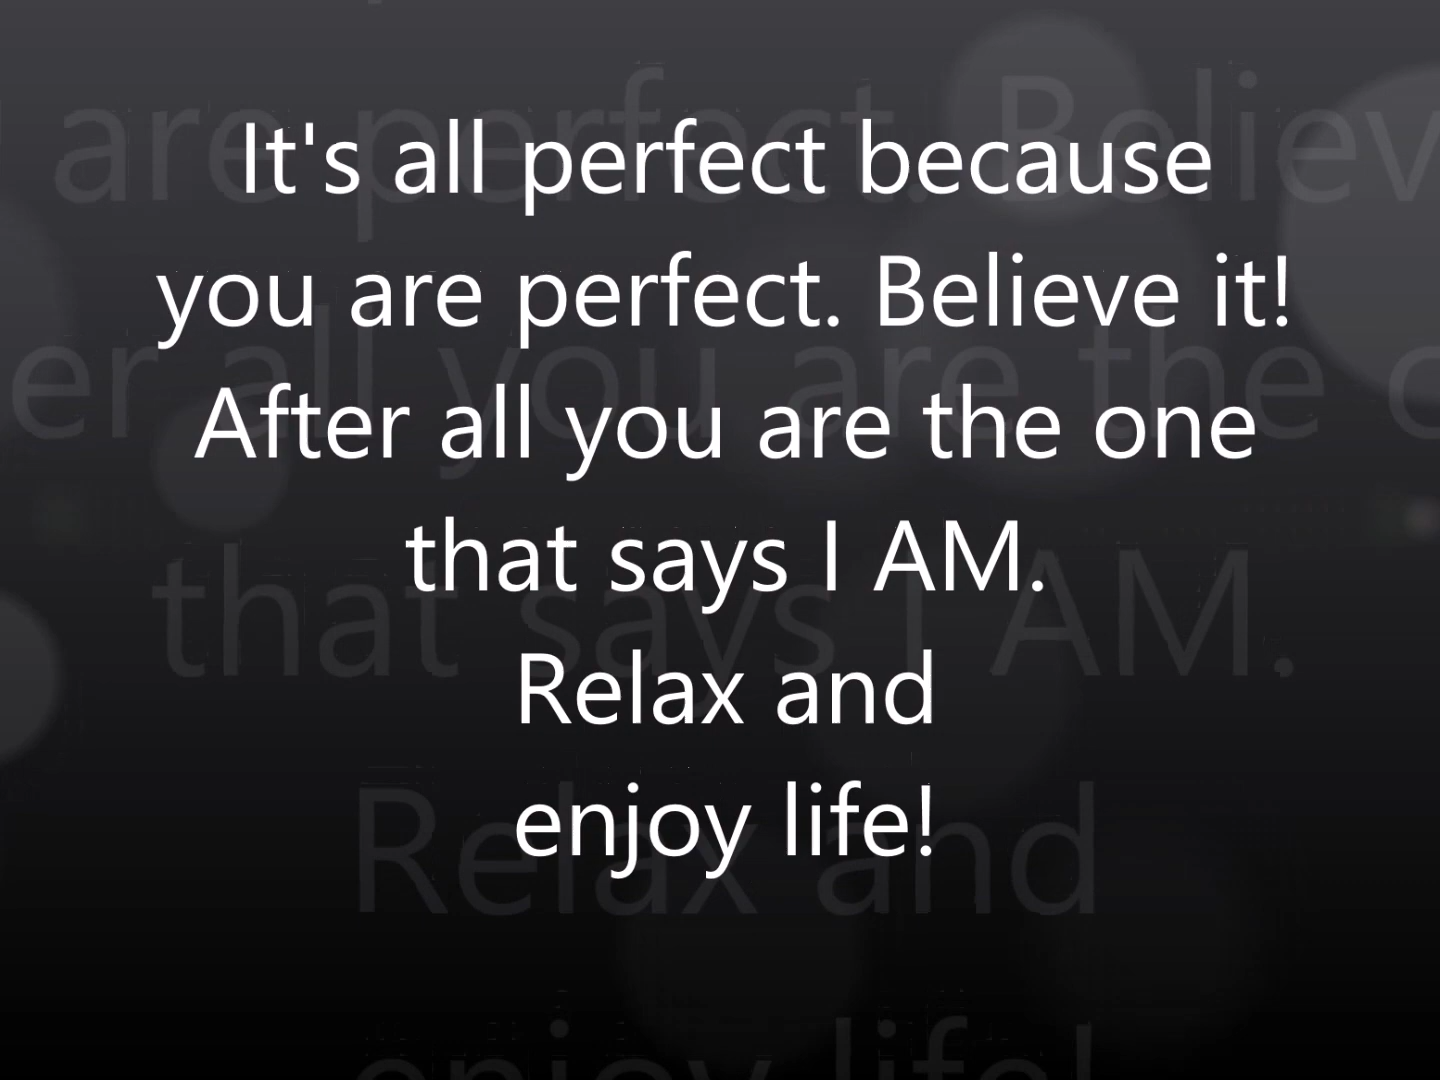 It's all perfect because
you are perfect. Believe it!
After all you are the one
that says I AM.
Relax and
enjoy life!